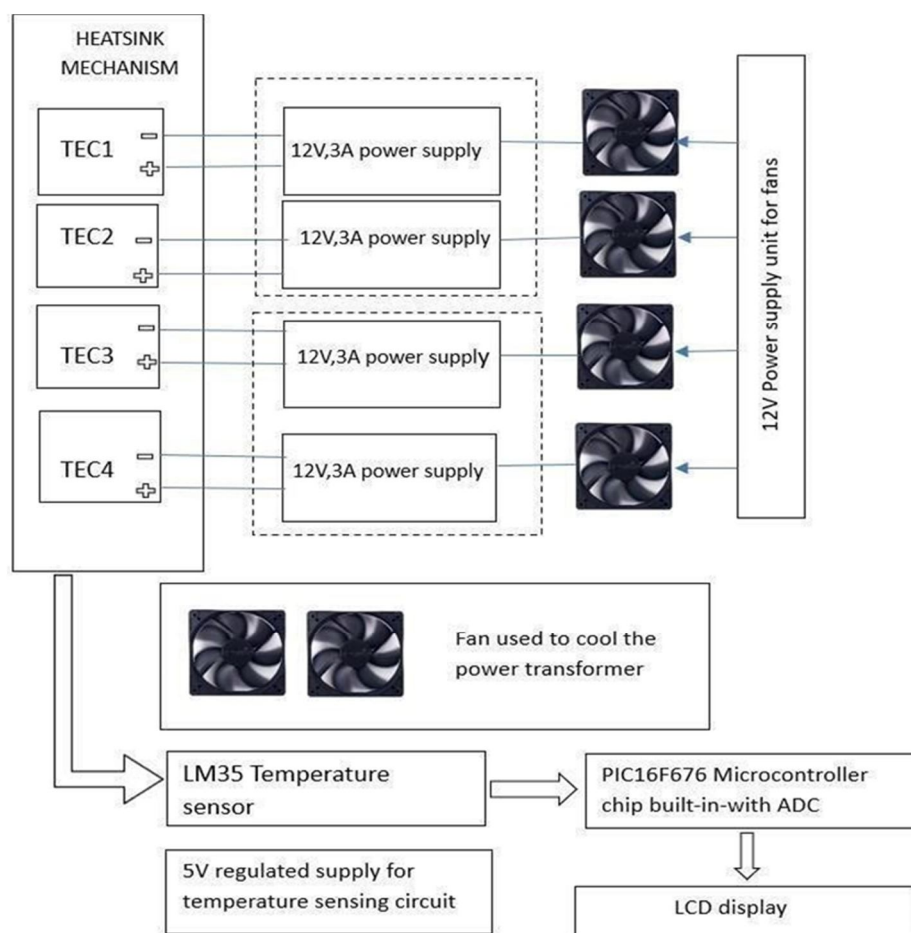 HEATSINK
MECHANISM
TEC1
12V,3A power supply
TEC2
12V,3A power supply
TEC3
12V,3A power supply
TEC4
12V,3A power supply
12V Power supply unit for fans
Fan used to cool the
power transformer
LM35 Temperature
sensor
PIC16F676 Microcontroller
chip built-in-with ADC
5V regulated supply for
temperature sensing circuit
LCD display